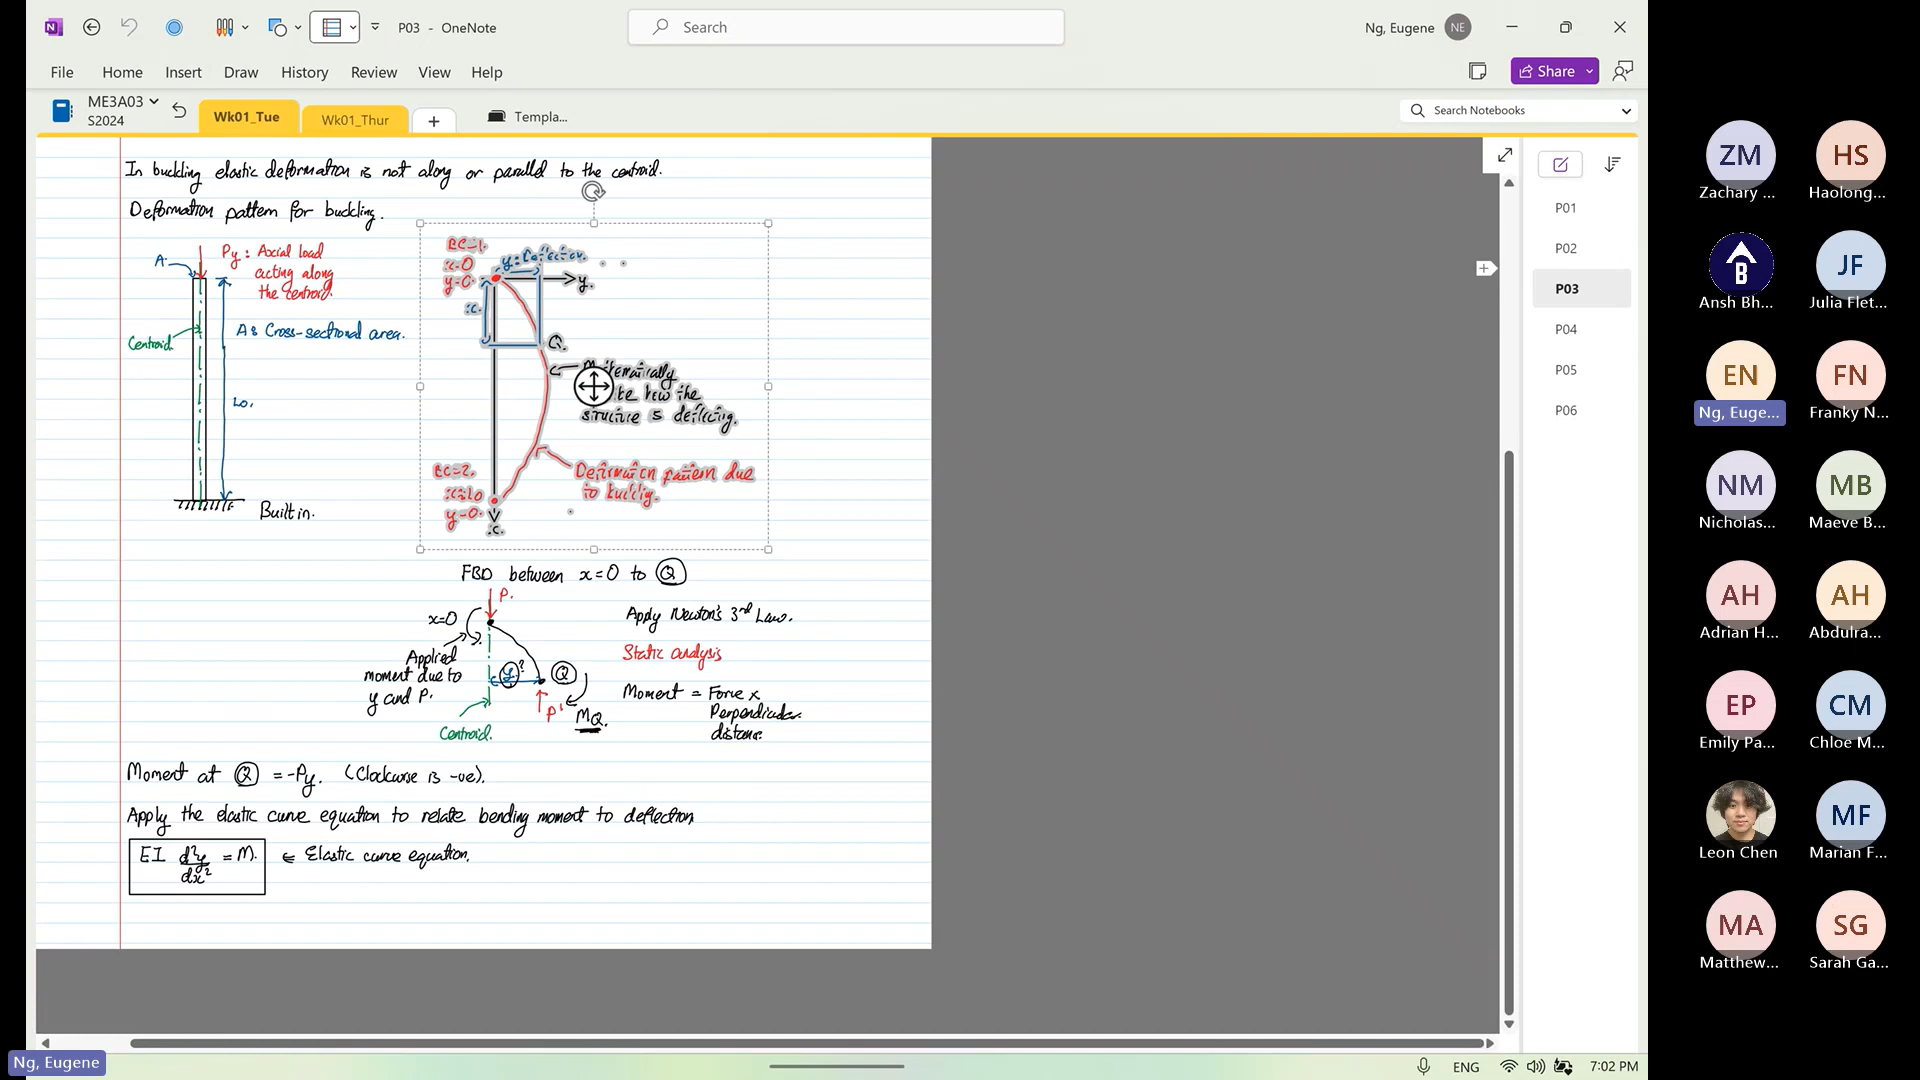 P03 - OneNote
Search
Ng, Eugene NE
File Home Insert Draw History Review View Help
Share
ME3A03
S2024
Wk01_Tue
Wk01_Thur
+
Templa...
Search Notebooks
In buckling elastic deformation is not along or parallel to the centroid.
Deformation pattern for buckling.
A.
Py : Axial load
acting along
the centroid.
Centroid
A: Cross-sectional area.
Lo.
Built in.
BC-1.
x=0
y=0.
y: Deflection.
y.
x.
Q.
Mathematically
how the
structure is deflecting.
Deformation pattern due
to buckling.
BC-2.
x=Lo
y=0.
x.
FBD between x=0 to Q
P.
x=0
Applied
moment due to
y and P.
y?
Q
P'
MQ.
Centroid.
Apply Newton's 3rd Law.
Static analysis
Moment = Force x
Perpendicular
distance.
Moment at Q = -Py. (Clockwise is -ve).
Apply the elastic curve equation to relate bending moment to deflection
EI d²y/dx² = M. ⇐ Elastic curve equation.
P01
P02
P03
P04
P05
P06
ZM
Zachary ...
HS
Haolong...
B
Ansh Bh...
JF
Julia Flet...
EN
Ng, Euge...
FN
Franky N...
NM
Nicholas...
MB
Maeve B...
AH
Adrian H...
AH
Abdulra...
EP
Emily Pa...
CM
Chloe M...
Leon Chen
MF
Marian F...
MA
Matthew...
SG
Sarah Ga...
Ng, Eugene
ENG
7:02 PM